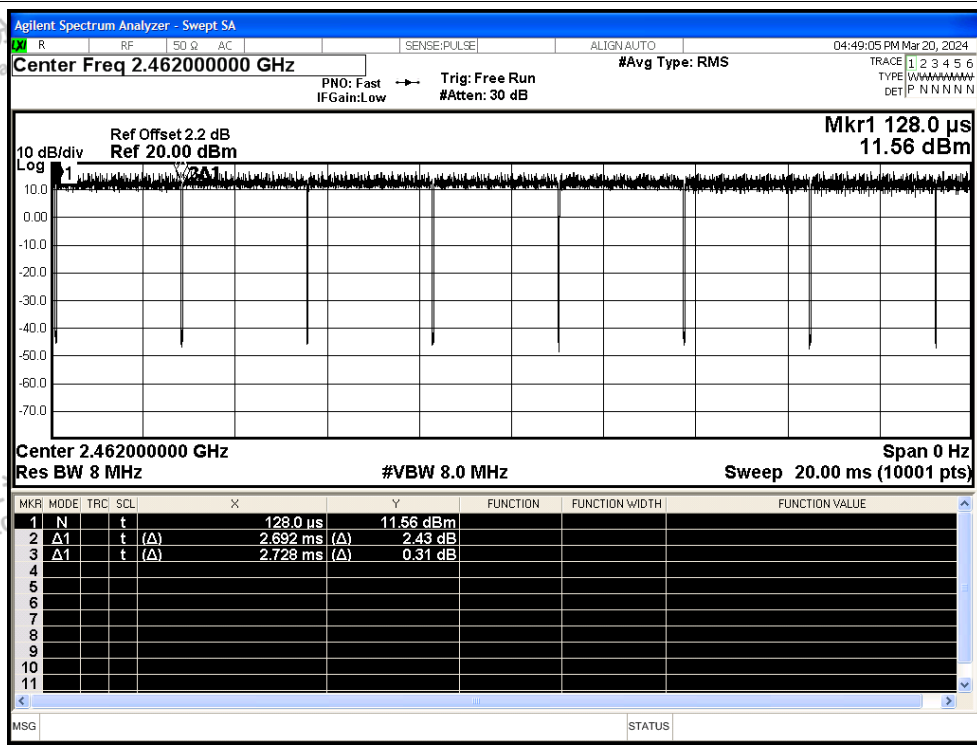 Agilent Spectrum Analyzer - Swept SA
LXI R RF 50 Ω AC SENSE:PULSE ALIGN AUTO 04:49:05 PM Mar 20, 2024
Center Freq 2.462000000 GHz #Avg Type: RMS TRACE 1 2 3 4 5 6
PNO: Fast Trig: Free Run TYPE
IFGain:Low #Atten: 30 dB DET P N N N N N
Ref Offset 2.2 dB Mkr1 128.0 µs
10 dB/div Ref 20.00 dBm 11.56 dBm
Log
1 3Δ1
10.0
0.00
-10.0
-20.0
-30.0
-40.0
-50.0
-60.0
-70.0
Center 2.462000000 GHz Span 0 Hz
Res BW 8 MHz #VBW 8.0 MHz Sweep 20.00 ms (10001 pts)
MKR MODE TRC SCL X Y FUNCTION FUNCTION WIDTH FUNCTION VALUE
1 N t 128.0 µs 11.56 dBm
2 Δ1 t (Δ) 2.692 ms (Δ) 2.43 dB
3 Δ1 t (Δ) 2.728 ms (Δ) 0.31 dB
4
5
6
7
8
9
10
11
MSG STATUS